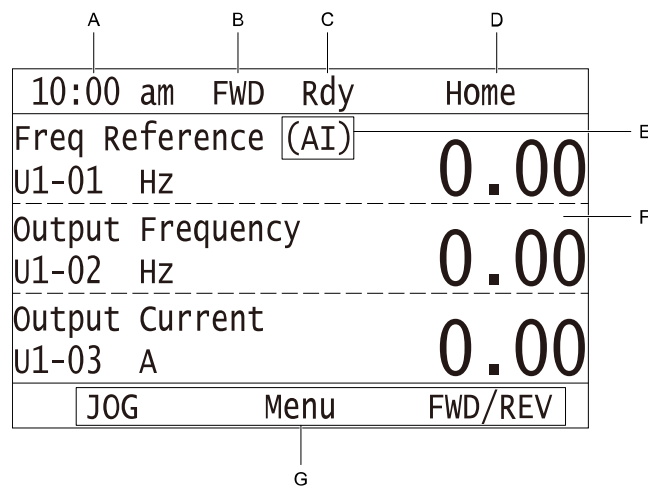 A B C D
10:00 am FWD Rdy Home
Freq Reference (AI) E
U1-01 Hz 0.00
Output Frequency F
U1-02 Hz 0.00
Output Current
U1-03 A 0.00
JOG Menu FWD/REV
G